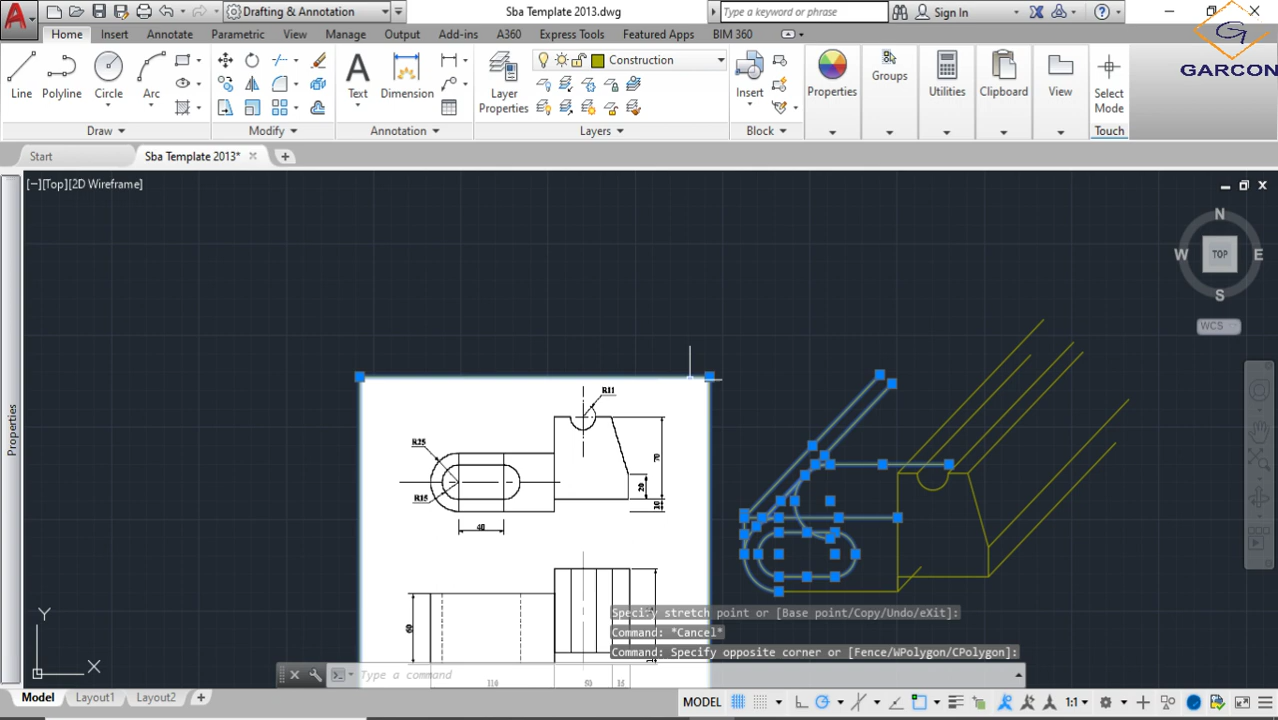 Drafting & Annotation
Sba Template 2013.dwg
Type a keyword or phrase
Sign In
Home Insert Annotate Parametric View Manage Output Add-ins A360 Express Tools Featured Apps BIM 360
GARCON
Construction
Line Polyline Circle Arc
Text Dimension
Layer Properties
Insert
Properties Groups Utilities Clipboard View
Select Mode
Draw Modify Annotation Layers Block Touch
Start Sba Template 2013*
[−][Top][2D Wireframe]
N
W TOP E
S
WCS
Properties
R11
R25
70
R15
20
10
40
60
110 50 15
Y
X
Specify stretch point or [Base point/Copy/Undo/eXit]:
Command: *Cancel*
Command: Specify opposite corner or [Fence/WPolygon/CPolygon]:
Type a command
Model Layout1 Layout2
MODEL 1:1